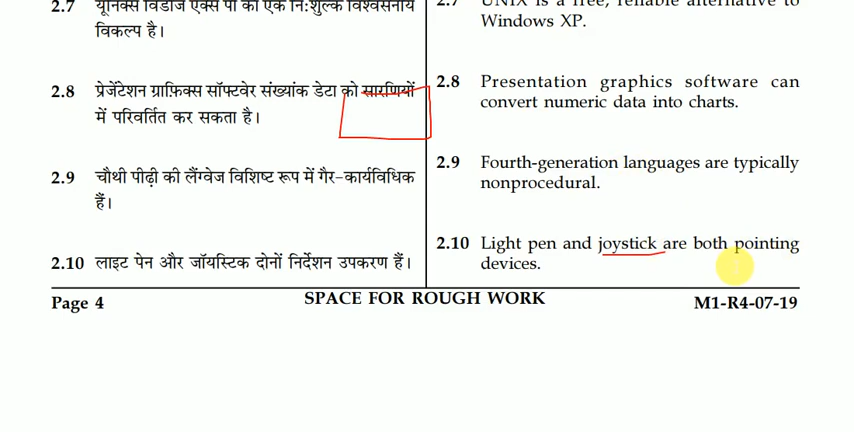 2.7 यूनिक्स विंडोज एक्स पी का एक नि:शुल्क विश्वसनीय
विकल्प है।
2.8 प्रेजेंटेशन ग्राफ़िक्स सॉफ्टवेर संख्यांक डेटा को सारणियों
में परिवर्तित कर सकता है।
2.9 चौथी पीढ़ी की लैंग्वेज विशिष्ट रूप में गैर-कार्यविधिक
हैं।
2.10 लाइट पेन और जॉयस्टिक दोनों निर्देशन उपकरण हैं।
2.7 UNIX is a free, reliable alternative to
Windows XP.
2.8 Presentation graphics software can
convert numeric data into charts.
2.9 Fourth-generation languages are typically
nonprocedural.
2.10 Light pen and joystick are both pointing
devices.
Page 4 SPACE FOR ROUGH WORK M1-R4-07-19